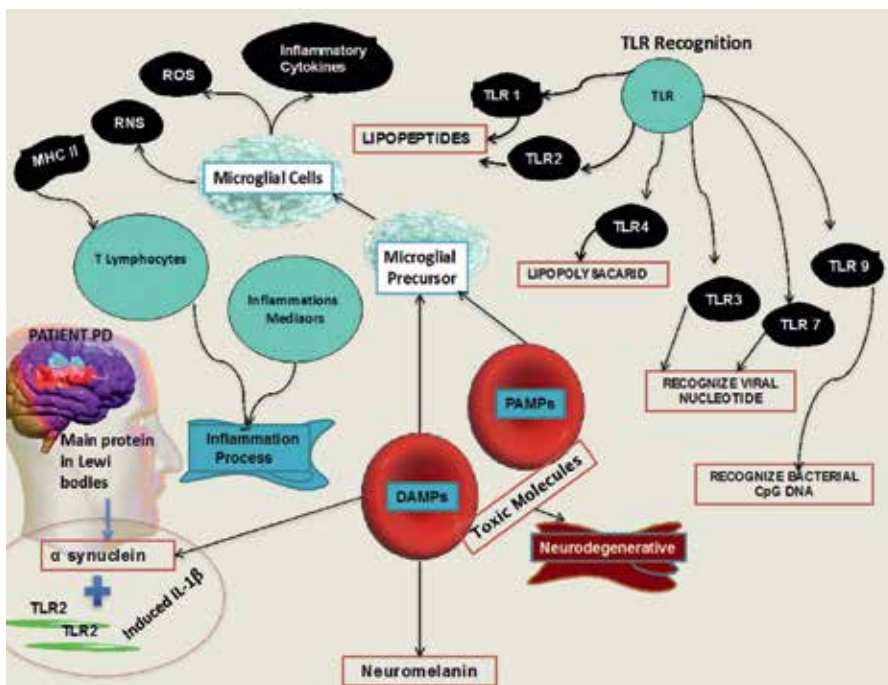 Inflammatory
Cytokines
ROS
RNS
MHC II
Microglial Cells
T Lymphocytes
Inflammations
Mediaors
Microglial
Precursor
PATIENT PD
Main protein
in Lewi
bodies
Inflammation
Process
DAMPs
PAMPs
Toxic Molecules
Neurodegenerative
α synuclein
TLR2
TLR2
Induced IL-1β
Neuromelanin
TLR Recognition
TLR
TLR 1
LIPOPEPTIDES
TLR2
TLR4
LIPOPOLYSACARID
TLR3
TLR 7
TLR 9
RECOGNIZE VIRAL
NUCLEOTIDE
RECOGNIZE BACTERIAL
CpG DNA